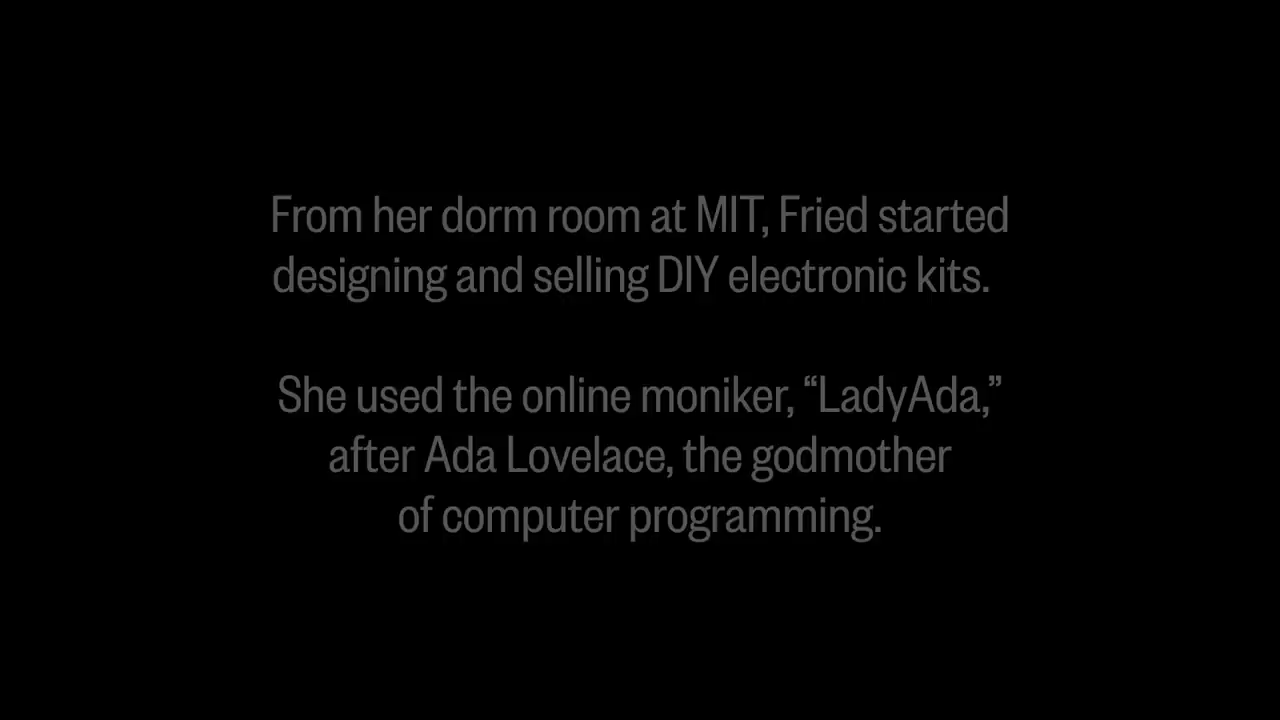 From her dorm room at MIT, Fried started
designing and selling DIY electronic kits.
She used the online moniker, “LadyAda,”
after Ada Lovelace, the godmother
of computer programming.